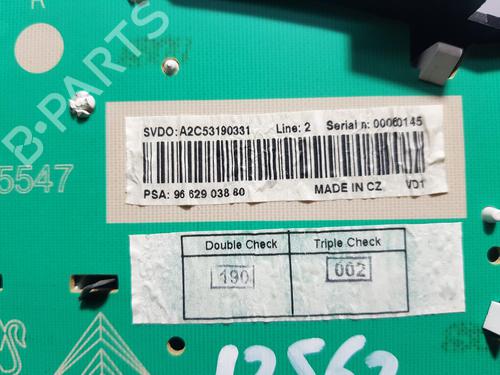 B-PARTS
SVDO: A2C53190331 Line: 2 Serial n: 00060145
PSA: 96 629 038 80 MADE IN CZ VD1
5547
Double Check Triple Check
190 002